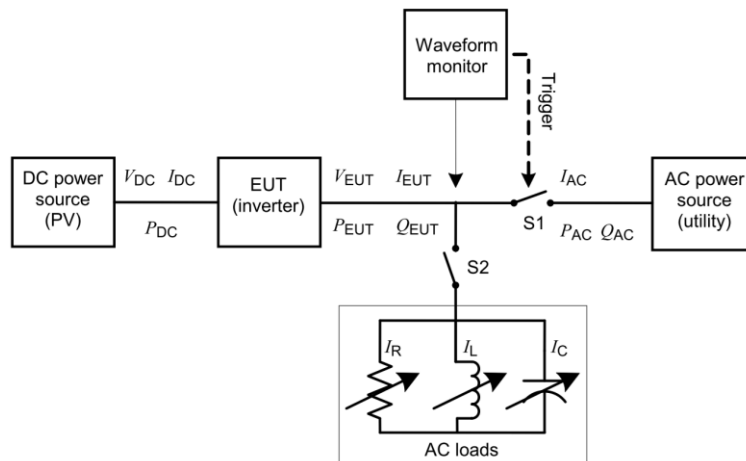 Waveform
monitor
Trigger
DC power
source
(PV)
V_DC I_DC
P_DC
EUT
(inverter)
V_EUT I_EUT
P_EUT Q_EUT
S1
I_AC
P_AC Q_AC
AC power
source
(utility)
S2
I_R I_L I_C
AC loads